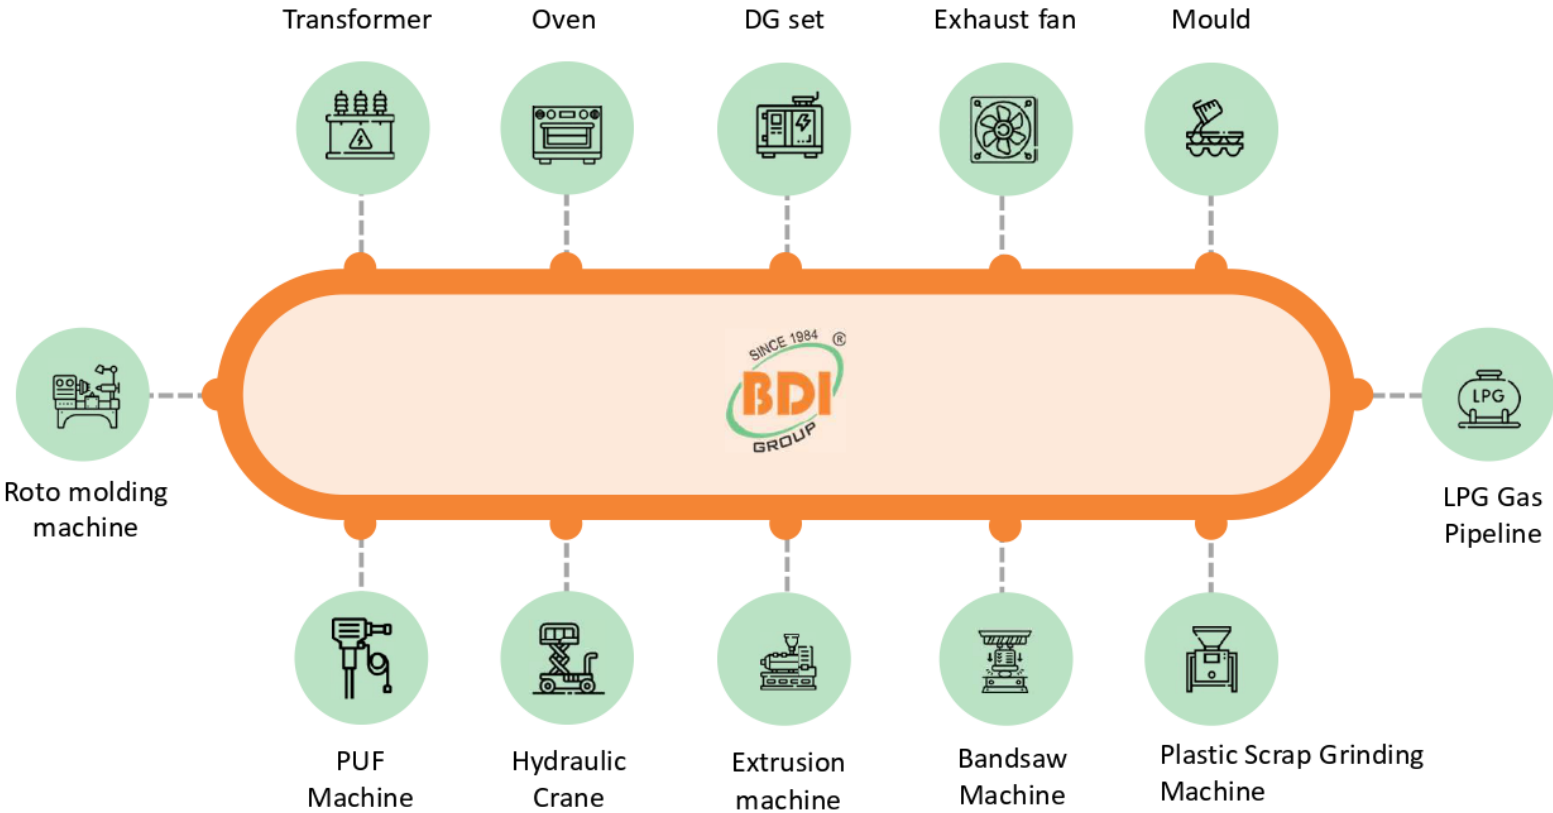 Transformer
Oven
DG set
Exhaust fan
Mould
SINCE 1984 ®
BDI
GROUP
LPG
Roto molding
machine
LPG Gas
Pipeline
PUF
Machine
Hydraulic
Crane
Extrusion
machine
Bandsaw
Machine
Plastic Scrap Grinding
Machine